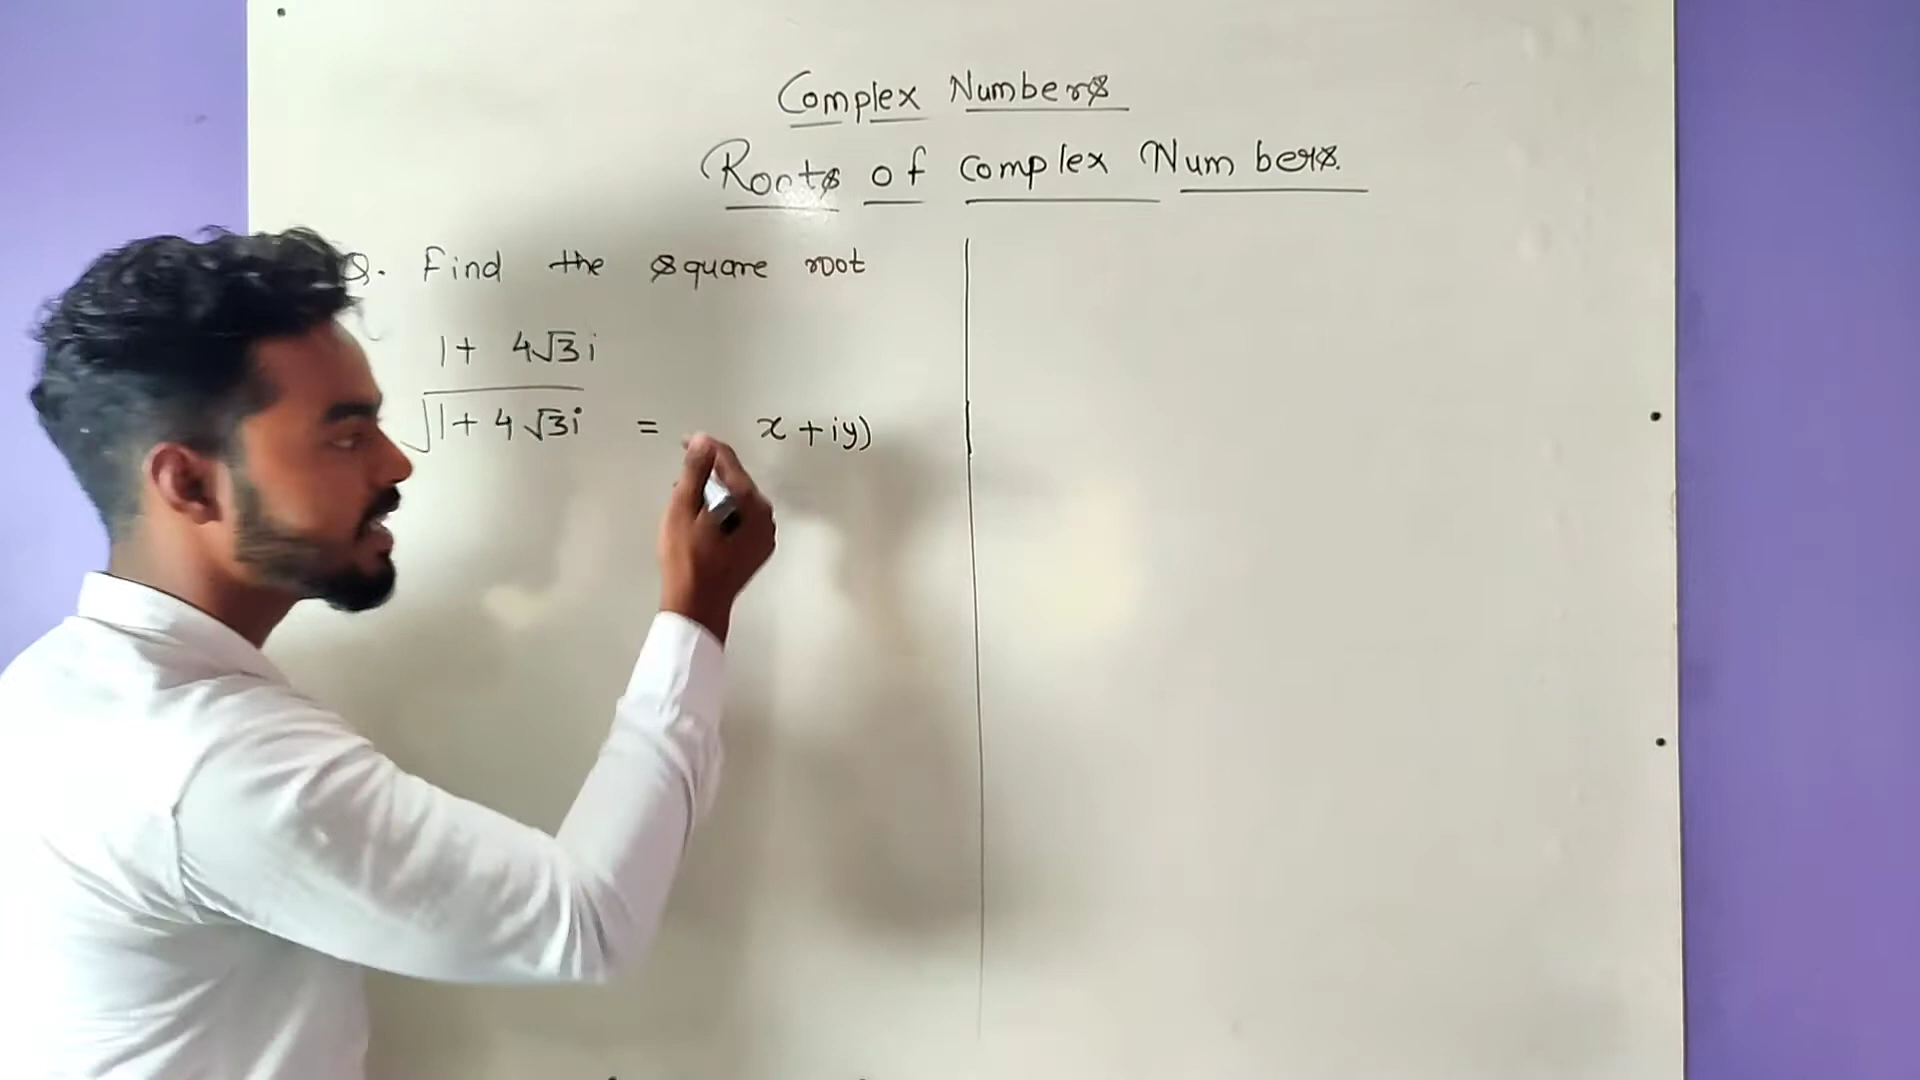 Complex Numbers
Roots of complex Numbers.
Q. Find the square root
1 + 4√3i
√1 + 4√3i = x + iy)